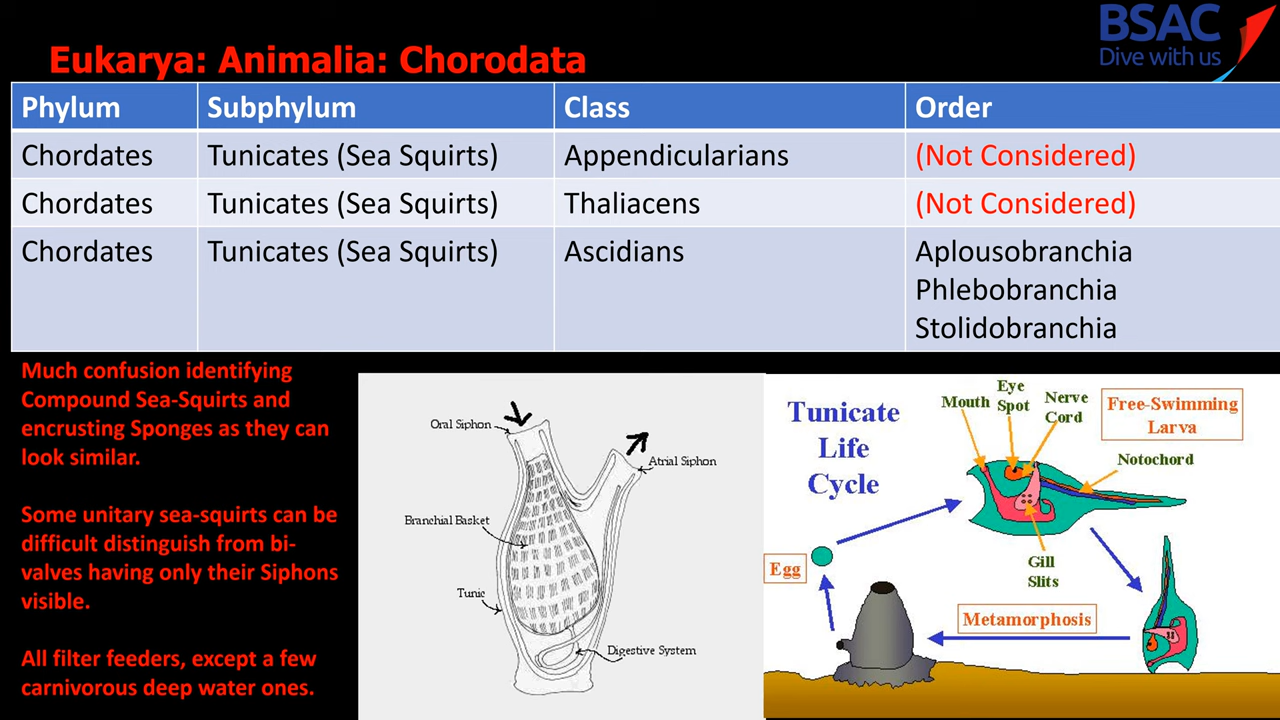 BSAC
Dive with us
Eukarya: Animalia: Chorodata
Phylum Subphylum Class Order
Chordates Tunicates (Sea Squirts) Appendicularians (Not Considered)
Chordates Tunicates (Sea Squirts) Thaliacens (Not Considered)
Chordates Tunicates (Sea Squirts) Ascidians Aplousobranchia
Phlebobranchia
Stolidobranchia
Much confusion identifying
Compound Sea-Squirts and
encrusting Sponges as they can
look similar.
Some unitary sea-squirts can be
difficult distinguish from bi-
valves having only their Siphons
visible.
All filter feeders, except a few
carnivorous deep water ones.
Oral Siphon
Atrial Siphon
Branchial Basket
Tunic
Digestive System
Tunicate
Life
Cycle
Mouth
Eye
Spot
Nerve
Cord
Free-Swimming
Larva
Notochord
Gill
Slits
Egg
Metamorphosis